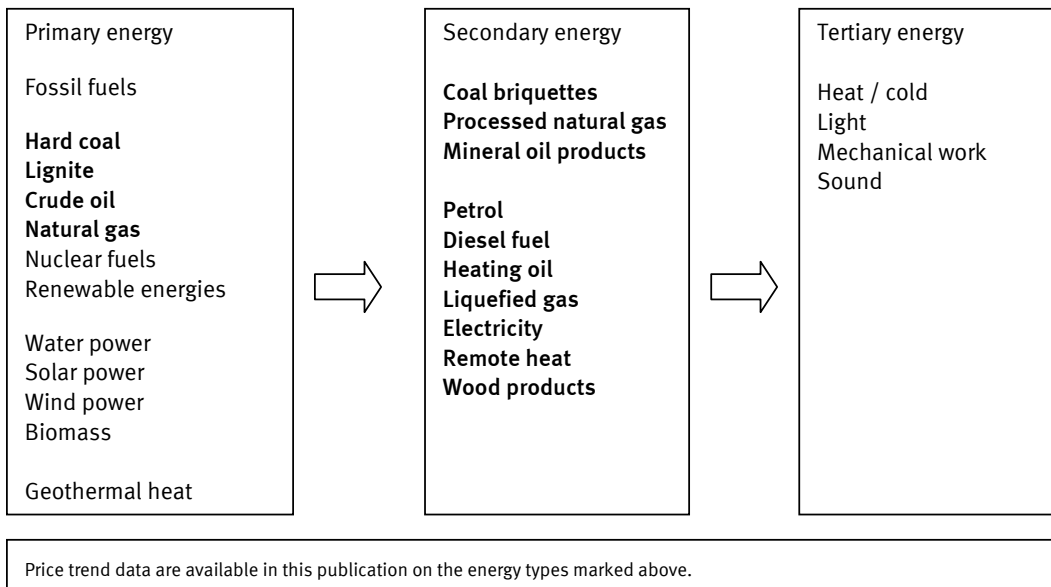 Primary energy
Fossil fuels
Hard coal
Lignite
Crude oil
Natural gas
Nuclear fuels
Renewable energies
Water power
Solar power
Wind power
Biomass
Geothermal heat
Secondary energy
Coal briquettes
Processed natural gas
Mineral oil products
Petrol
Diesel fuel
Heating oil
Liquefied gas
Electricity
Remote heat
Wood products
Tertiary energy
Heat / cold
Light
Mechanical work
Sound
Price trend data are available in this publication on the energy types marked above.